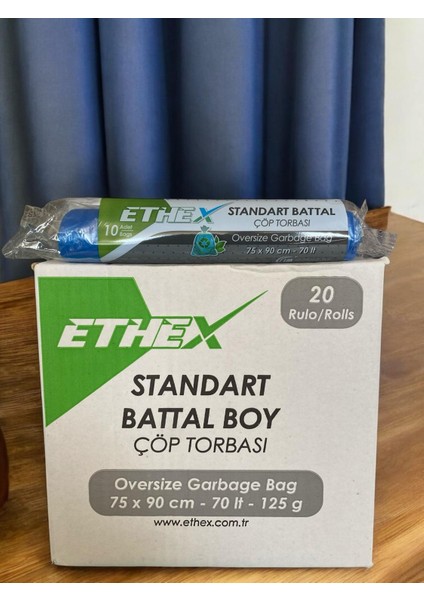 ETHEX
STANDART BATTAL
ÇÖP TORBASI
10 Adet
Oversize Garbage Bag
75 x 90 cm - 70 lt
ETHEX
20
Rulo/Rolls
STANDART
BATTAL BOY
ÇÖP TORBASI
Oversize Garbage Bag
75 x 90 cm - 70 lt - 125 g
www.ethex.com.tr